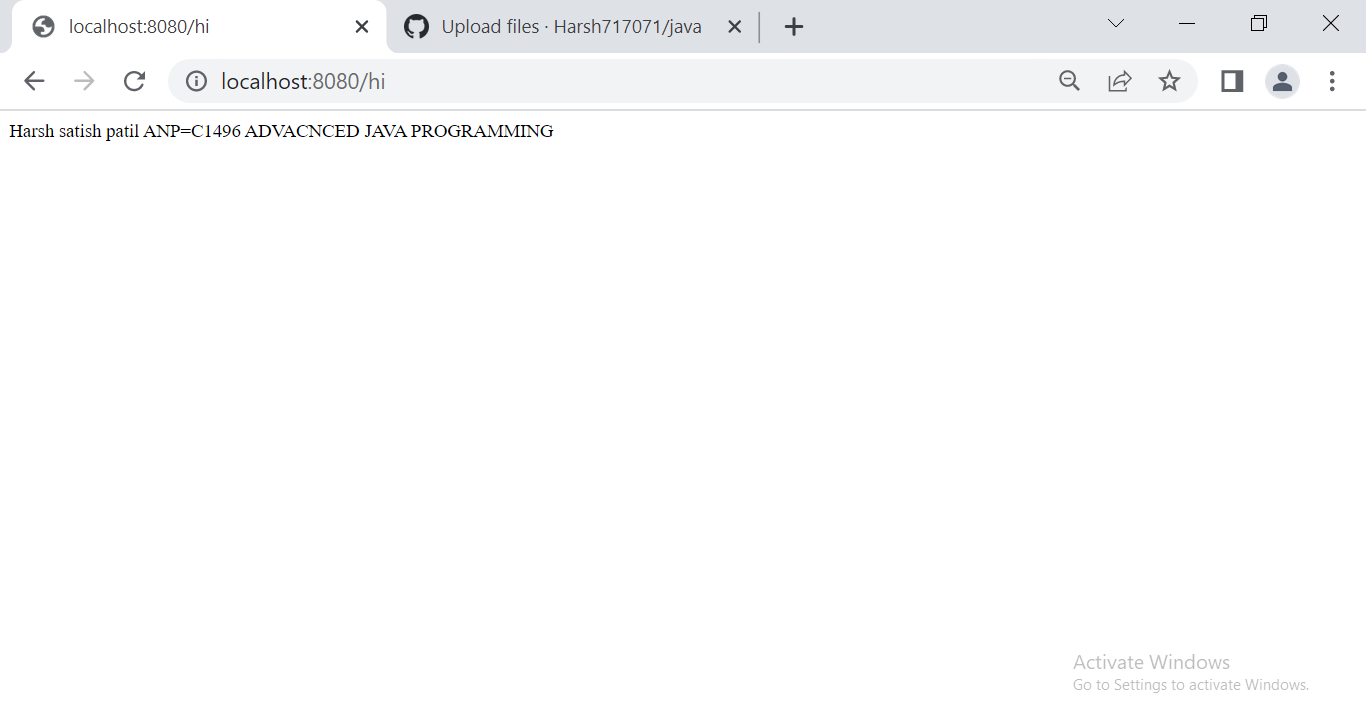 localhost:8080/hi
Upload files · Harsh717071/java
localhost:8080/hi
Harsh satish patil ANP=C1496 ADVACNCED JAVA PROGRAMMING
Activate Windows
Go to Settings to activate Windows.